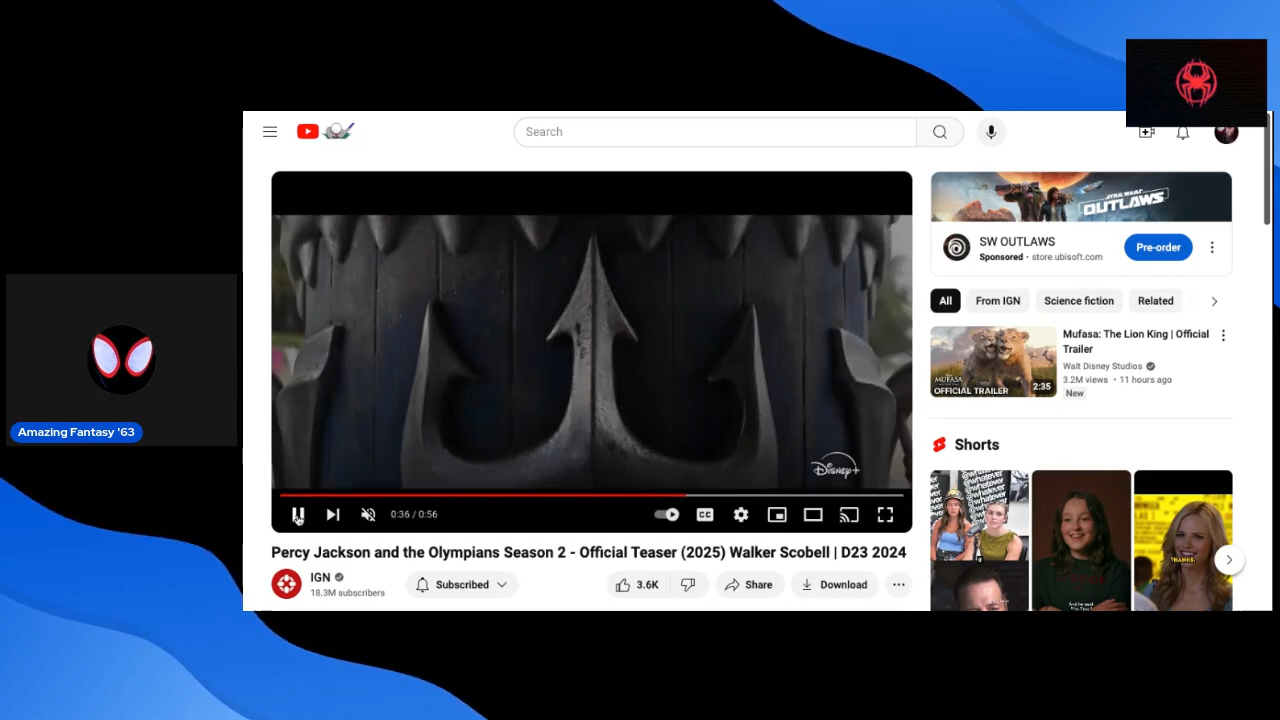 Search
STAR WARS
OUTLAWS
SW OUTLAWS
Sponsored · store.ubisoft.com
Pre-order
All
From IGN
Science fiction
Related
Mufasa: The Lion King | Official
Trailer
Walt Disney Studios
3.2M views · 11 hours ago
New
MUFASA
OFFICIAL TRAILER
2:35
Amazing Fantasy '63
Disney+
0:36 / 0:56
CC
Shorts
@whatever
THANKS.
Percy Jackson and the Olympians Season 2 - Official Teaser (2025) Walker Scobell | D23 2024
IGN
18.3M subscribers
Subscribed
3.6K
Share
Download